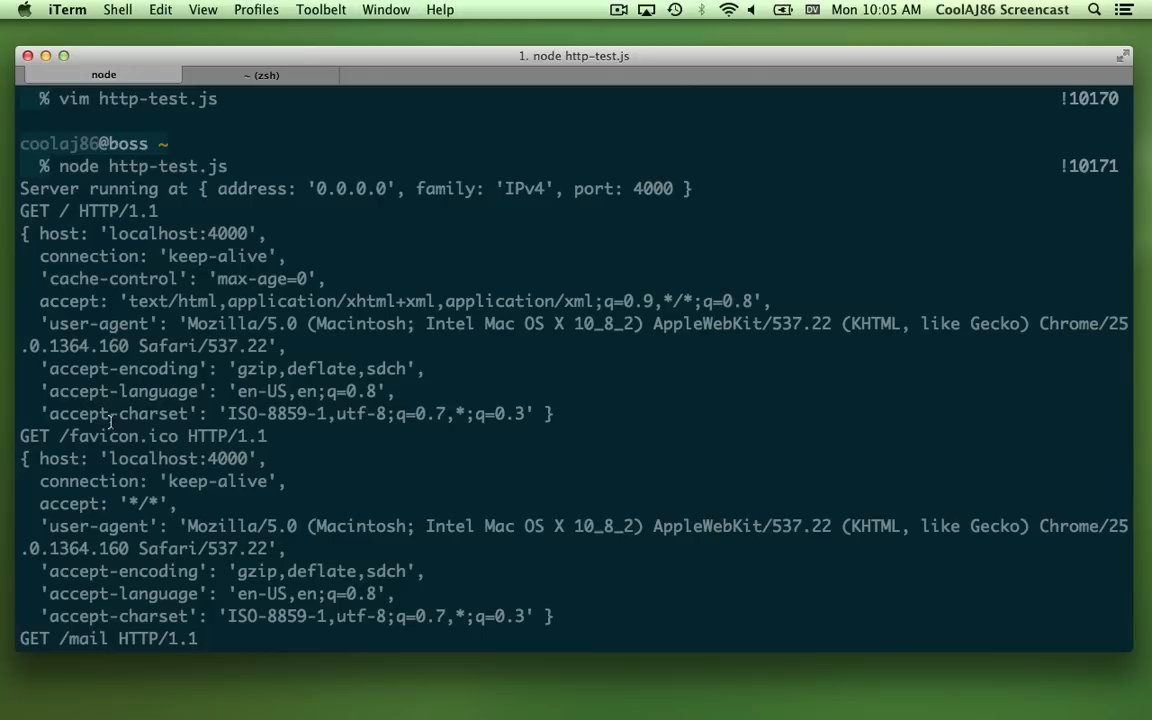 iTerm Shell Edit View Profiles Toolbelt Window Help DV Mon 10:05 AM CoolAJ86 Screencast
1. node http-test.js
node ~ (zsh)
% vim http-test.js !10170
coolaj86@boss ~
% node http-test.js !10171
Server running at { address: '0.0.0.0', family: 'IPv4', port: 4000 }
GET / HTTP/1.1
{ host: 'localhost:4000',
connection: 'keep-alive',
'cache-control': 'max-age=0',
accept: 'text/html,application/xhtml+xml,application/xml;q=0.9,*/*;q=0.8',
'user-agent': 'Mozilla/5.0 (Macintosh; Intel Mac OS X 10_8_2) AppleWebKit/537.22 (KHTML, like Gecko) Chrome/25
.0.1364.160 Safari/537.22',
'accept-encoding': 'gzip,deflate,sdch',
'accept-language': 'en-US,en;q=0.8',
'accept-charset': 'ISO-8859-1,utf-8;q=0.7,*;q=0.3' }
GET /favicon.ico HTTP/1.1
{ host: 'localhost:4000',
connection: 'keep-alive',
accept: '*/*',
'user-agent': 'Mozilla/5.0 (Macintosh; Intel Mac OS X 10_8_2) AppleWebKit/537.22 (KHTML, like Gecko) Chrome/25
.0.1364.160 Safari/537.22',
'accept-encoding': 'gzip,deflate,sdch',
'accept-language': 'en-US,en;q=0.8',
'accept-charset': 'ISO-8859-1,utf-8;q=0.7,*;q=0.3' }
GET /mail HTTP/1.1